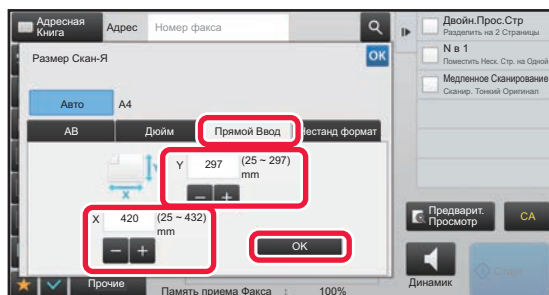 Адресная
Книга
Адрес
Номер факса
Размер Скан-Я
OK
Авто
A4
AB
Дюйм
Прямой Ввод
Нестанд формат
Y
Y
297
(25 ~ 297)
mm
X
X
420
(25 ~ 432)
mm
OK
Прочие
Память приема Факса : 100%
Двойн.Прос.Стр
Разделить на 2 Страницы
N в 1
Поместить Неск. Стр. на Одной
Медленное Сканирование
Сканир. Тонкий Оригинал
Предварит.
Просмотр
CA
Динамик
Старт